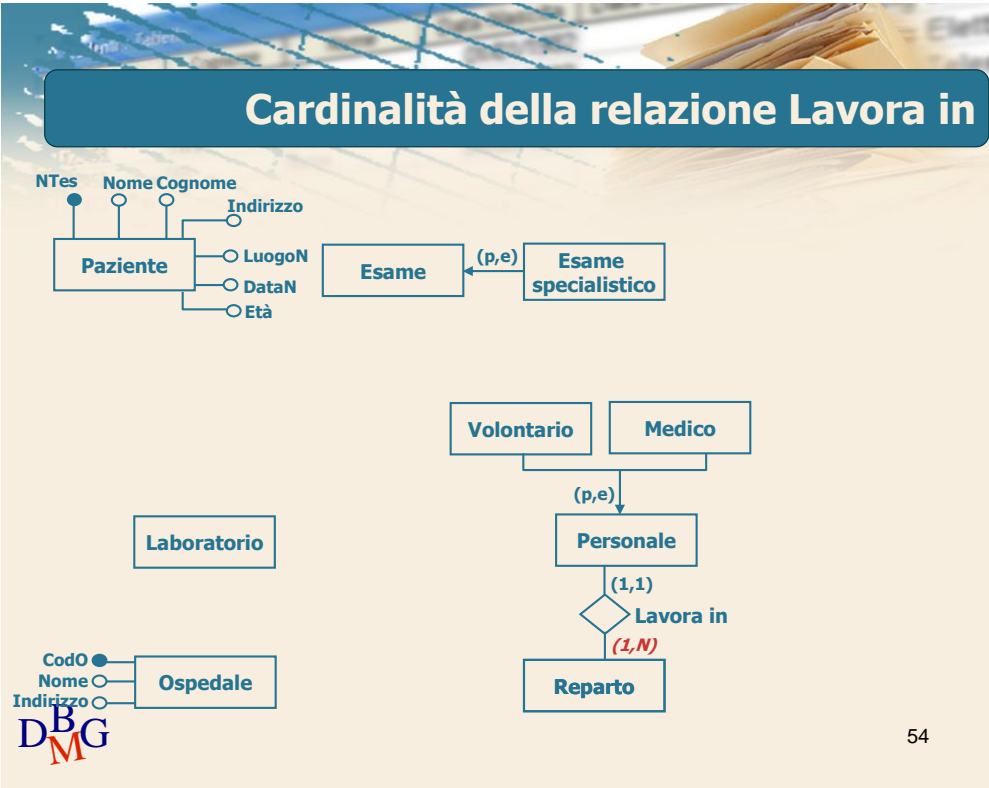 Cardinalità della relazione Lavora in
NTes
Nome Cognome
Indirizzo
LuogoN
DataN
Età
Paziente
Esame
(p,e)
Esame
specialistico
Volontario
Medico
(p,e)
Laboratorio
Personale
(1,1)
Lavora in
(1,N)
Reparto
CodO
Nome
Indirizzo
Ospedale
DBMG
54